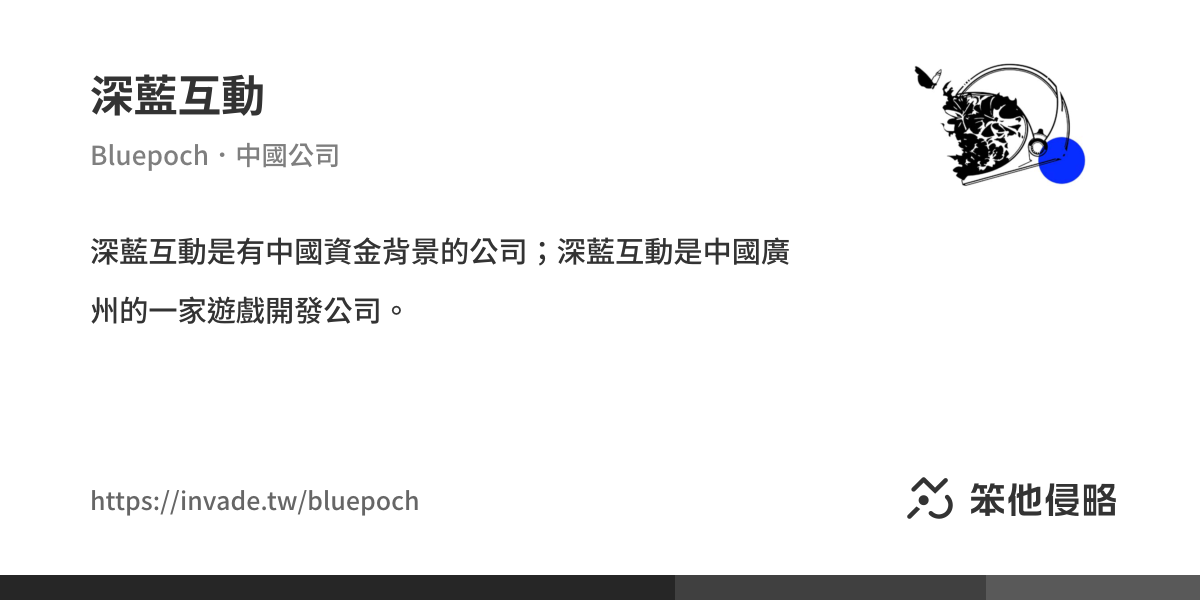 深藍互動
Bluepoch・中國公司
深藍互動是有中國資金背景的公司；深藍互動是中國廣
州的一家遊戲開發公司。
https://invade.tw/bluepoch
笨他侵略